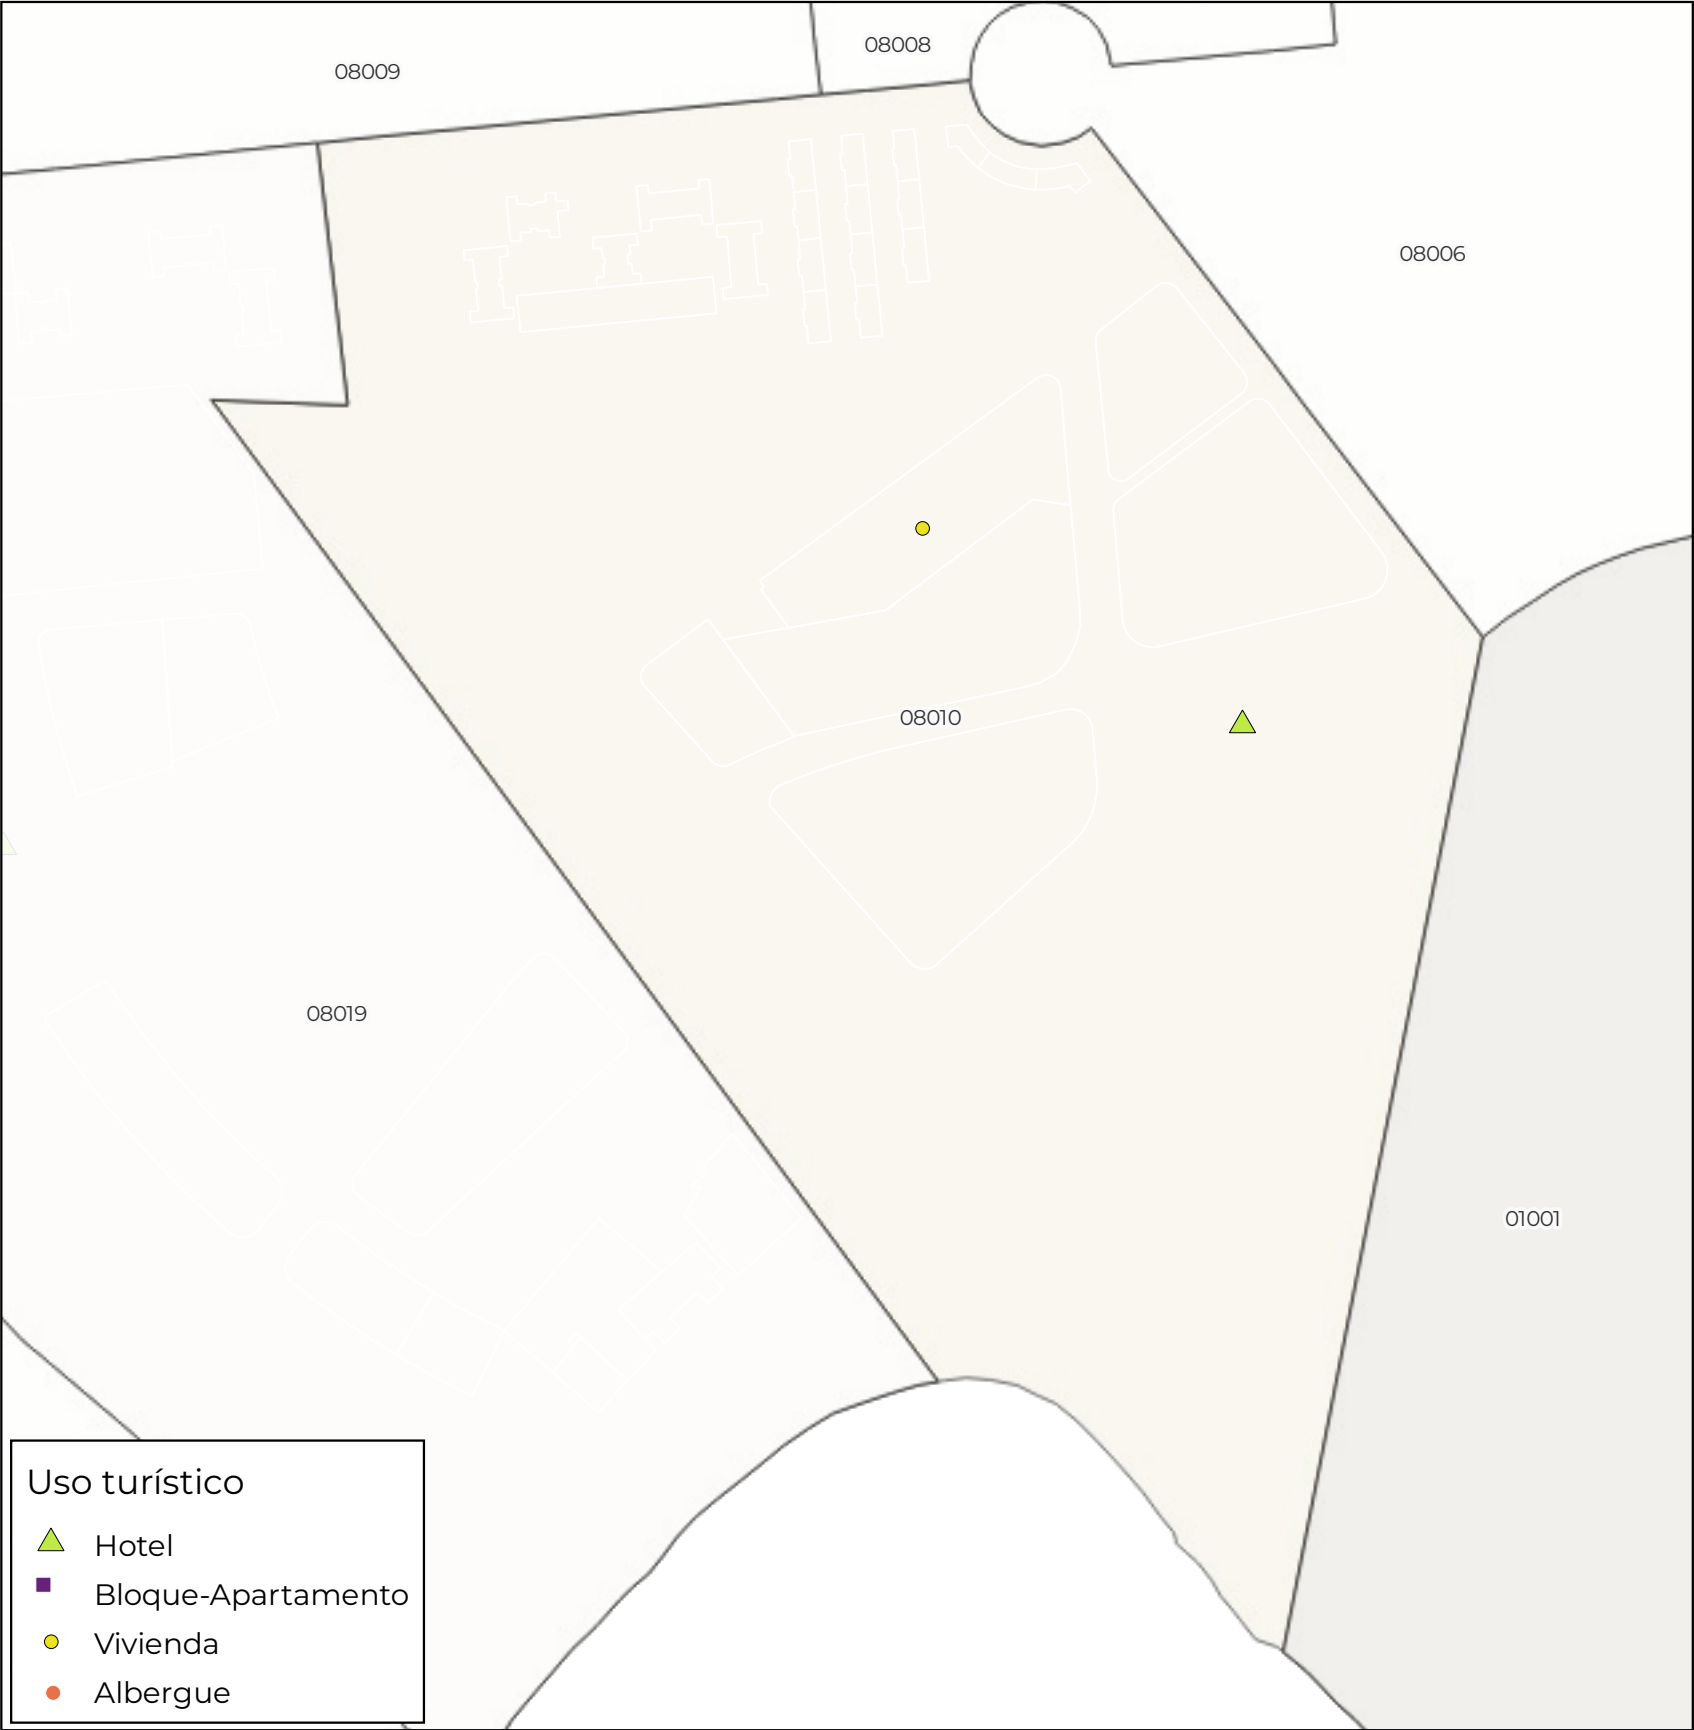 08008
08009
08006
08010
08019
01001
Uso turístico
Hotel
Bloque-Apartamento
Vivienda
Albergue